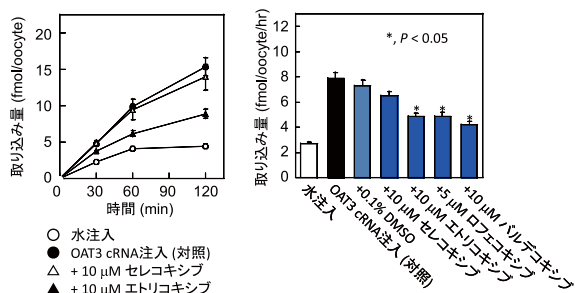 取り込み量 (fmol/oocyte)
20
15
10
5
0
0 30 60 90 120
時間 (min)
水注入
OAT3 cRNA注入 (対照)
+ 10 μM セレコキシブ
+ 10 μM エトリコキシブ
取り込み量 (fmol/oocyte/hr)
12
10
8
6
4
2
0
*, P < 0.05
* * *
水注入
OAT3 cRNA注入 (対照)
+0.1% DMSO
+10 μM セレコキシブ
+10 μM エトリコキシブ
+5 μM ロフェコキシブ
+10 μM バルデコキシブ